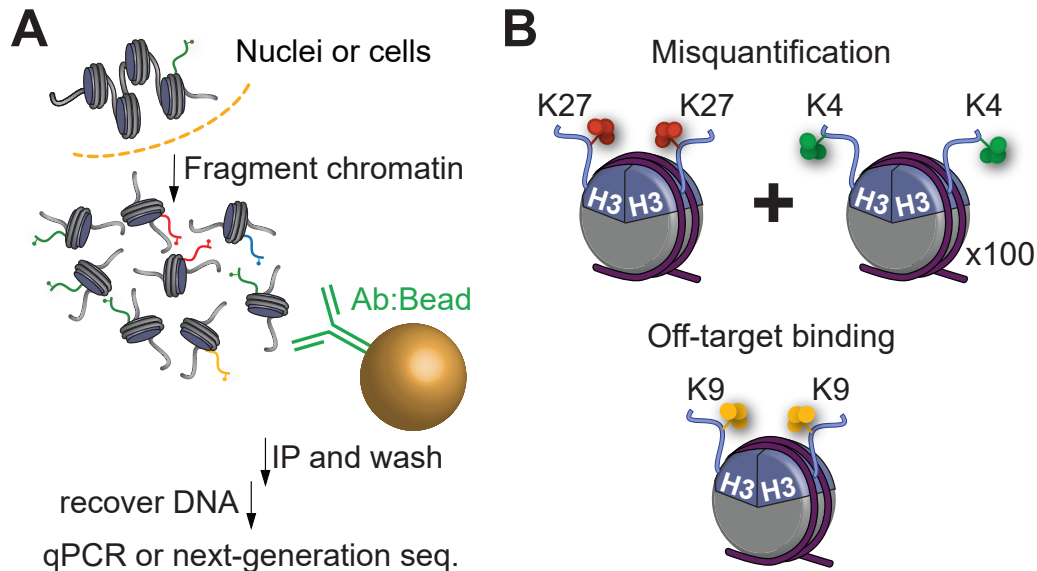 A
Nuclei or cells
Fragment chromatin
Ab:Bead
IP and wash
recover DNA
qPCR or next-generation seq.
B
Misquantification
K27 K27 K4 K4
H3 H3 + H3 H3
x100
Off-target binding
K9 K9
H3 H3